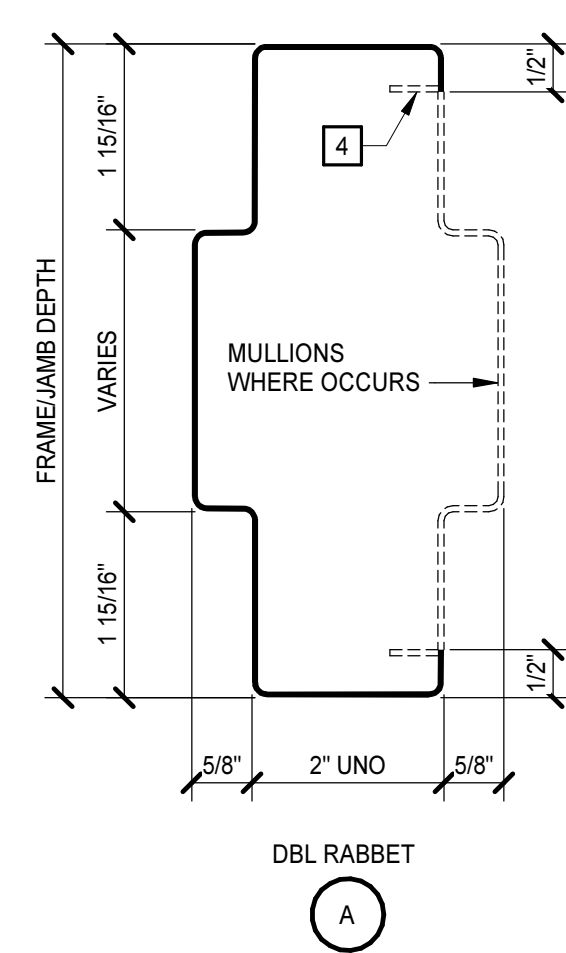 1/2"
1 15/16"
4
FRAME/JAMB DEPTH
VARIES
MULLIONS
WHERE OCCURS
1 15/16"
1/2"
5/8"
2" UNO
5/8"
DBL RABBET
A